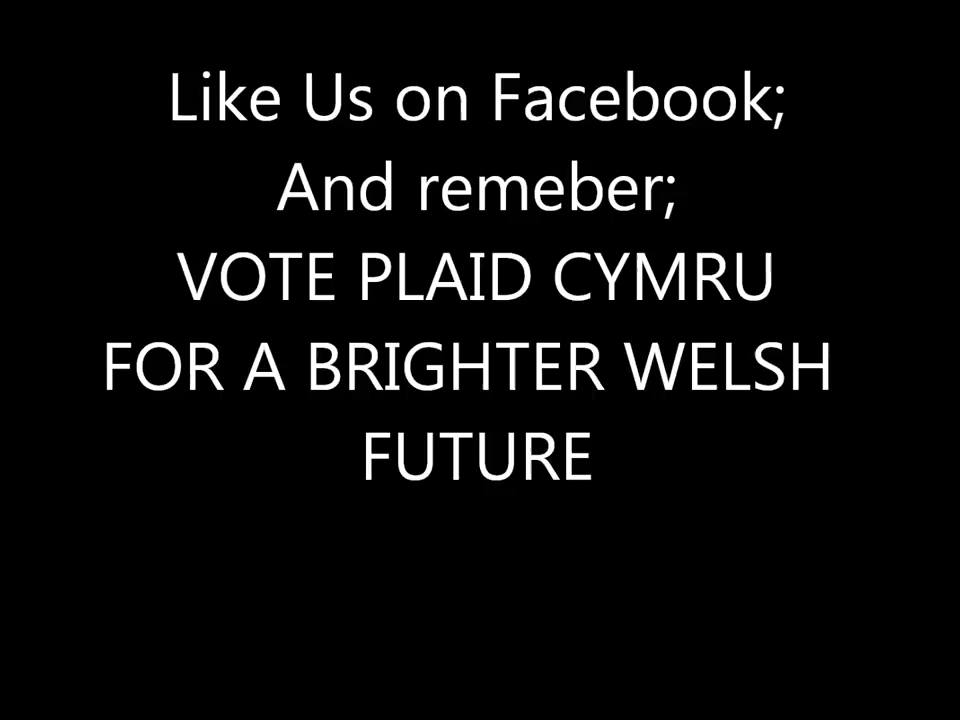 Like Us on Facebook;
And remeber;
VOTE PLAID CYMRU
FOR A BRIGHTER WELSH
FUTURE